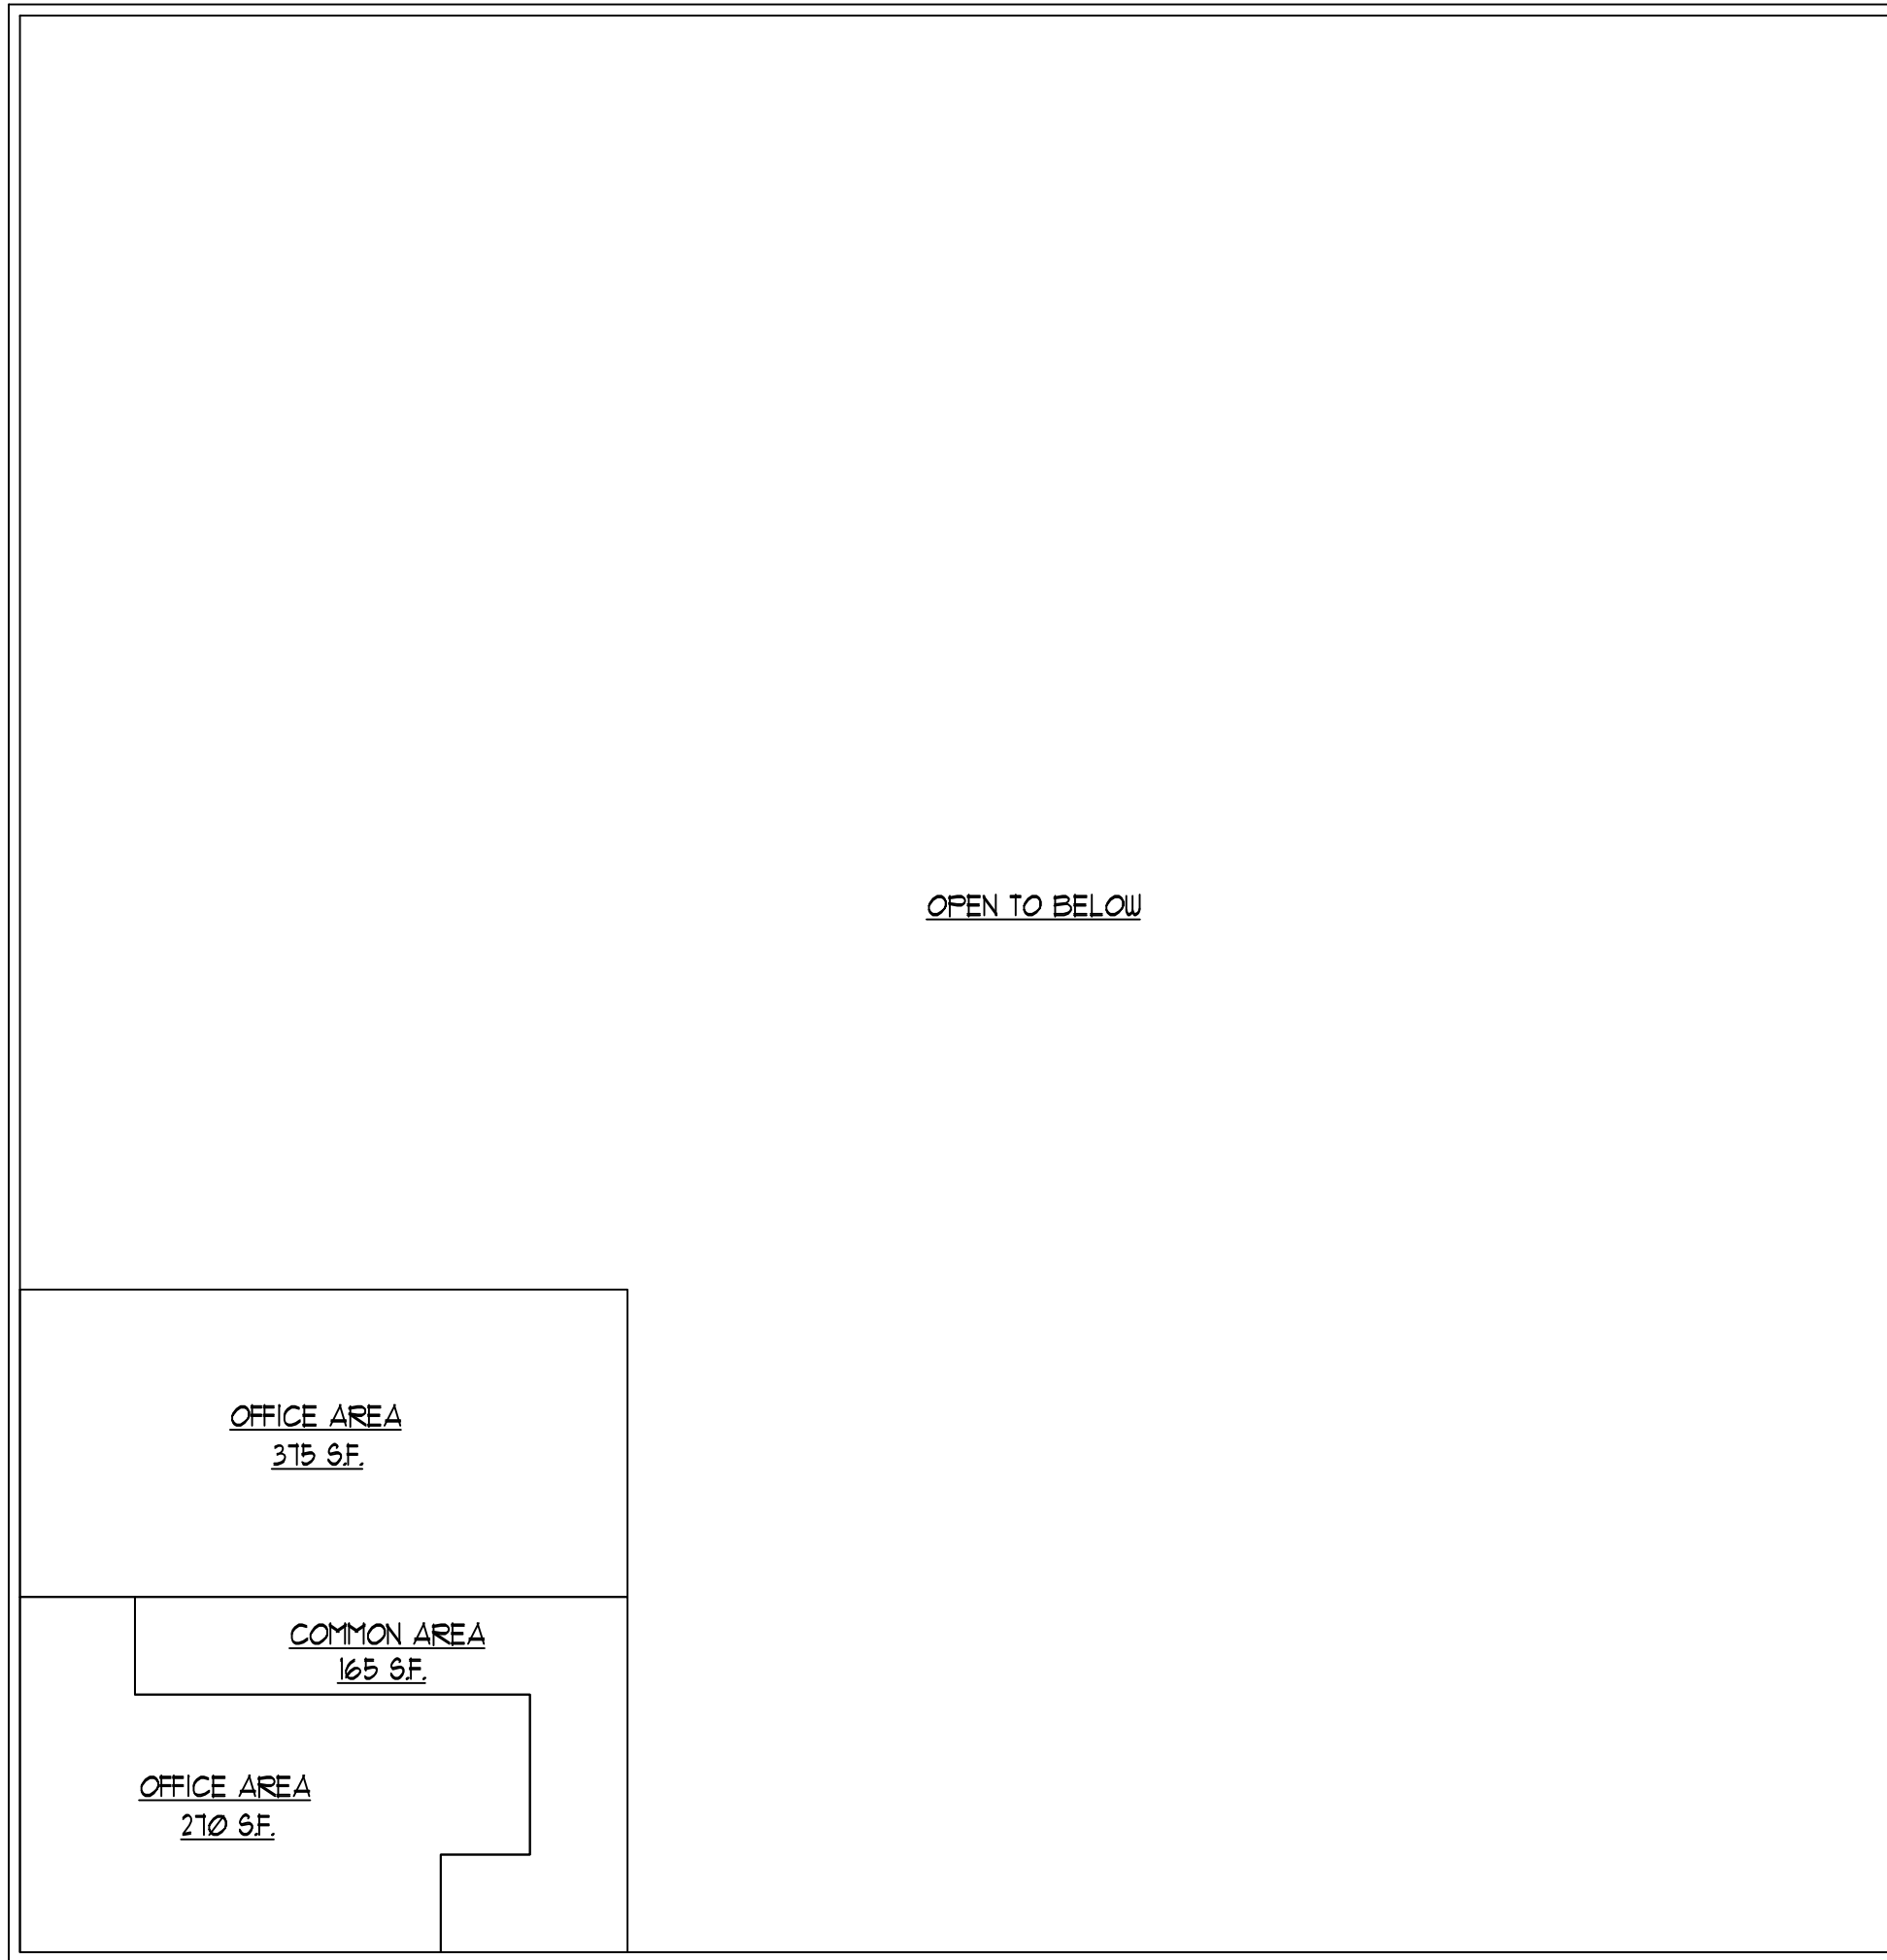 OPEN TO BELOW
OFFICE AREA
375 S.F.
COMMON AREA
165 S.F.
OFFICE AREA
270 S.F.